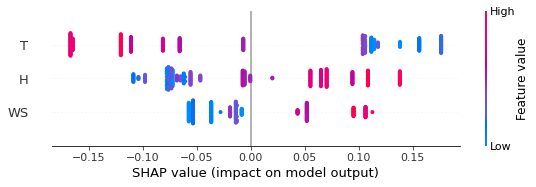 High
T
H
WS
Feature value
Low
−0.15 −0.10 −0.05 0.00 0.05 0.10 0.15
SHAP value (impact on model output)